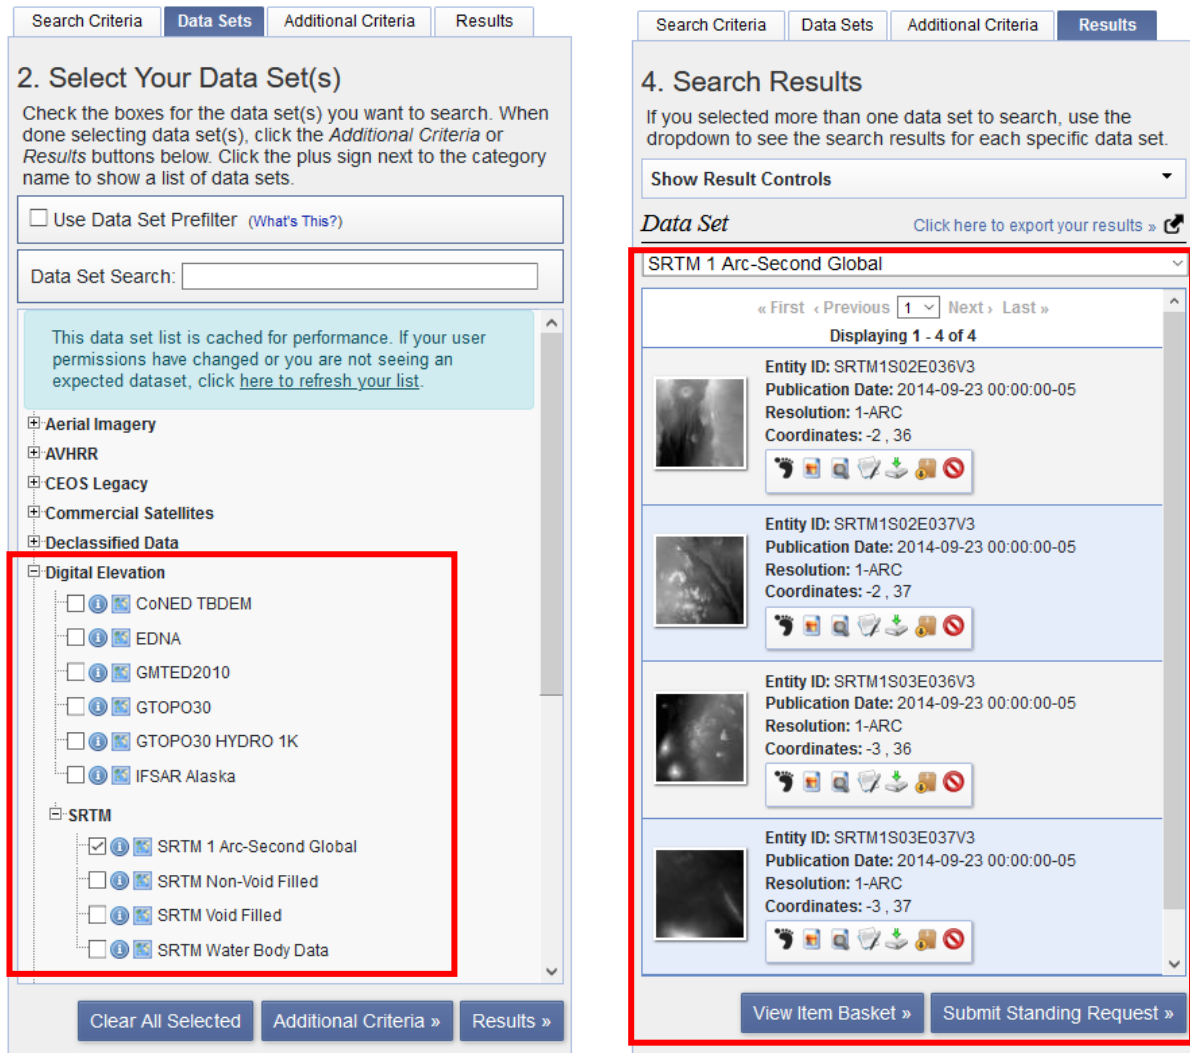 Search Criteria
Data Sets
Additional Criteria
Results
2. Select Your Data Set(s)
Check the boxes for the data set(s) you want to search. When
done selecting data set(s), click the Additional Criteria or
Results buttons below. Click the plus sign next to the category
name to show a list of data sets.
Use Data Set Prefilter (What's This?)
Data Set Search:
This data set list is cached for performance. If your user
permissions have changed or you are not seeing an
expected dataset, click here to refresh your list.
Aerial Imagery
AVHRR
CEOS Legacy
Commercial Satellites
Declassified Data
Digital Elevation
CoNED TBDEM
EDNA
GMTED2010
GTOPO30
GTOPO30 HYDRO 1K
IFSAR Alaska
SRTM
SRTM 1 Arc-Second Global
SRTM Non-Void Filled
SRTM Void Filled
SRTM Water Body Data
Clear All Selected
Additional Criteria »
Results »
Search Criteria
Data Sets
Additional Criteria
Results
4. Search Results
If you selected more than one data set to search, use the
dropdown to see the search results for each specific data set.
Show Result Controls
Data Set
Click here to export your results »
SRTM 1 Arc-Second Global
« First ‹ Previous 1 Next › Last »
Displaying 1 - 4 of 4
Entity ID: SRTM1S02E036V3
Publication Date: 2014-09-23 00:00:00-05
Resolution: 1-ARC
Coordinates: -2 , 36
Entity ID: SRTM1S02E037V3
Publication Date: 2014-09-23 00:00:00-05
Resolution: 1-ARC
Coordinates: -2 , 37
Entity ID: SRTM1S03E036V3
Publication Date: 2014-09-23 00:00:00-05
Resolution: 1-ARC
Coordinates: -3 , 36
Entity ID: SRTM1S03E037V3
Publication Date: 2014-09-23 00:00:00-05
Resolution: 1-ARC
Coordinates: -3 , 37
View Item Basket »
Submit Standing Request »